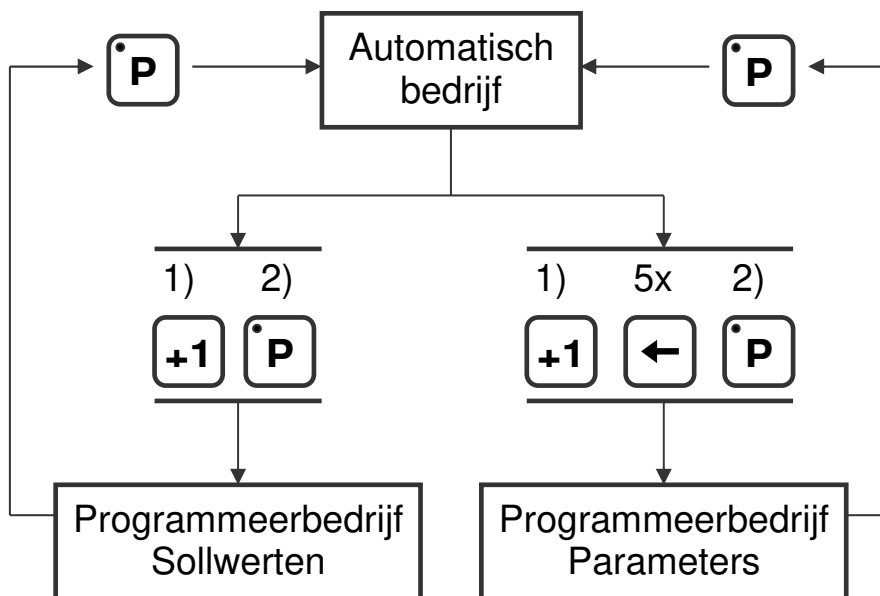 P
Automatisch
bedrijf
P
1) 2)
+1 P
1) 5x 2)
+1 P
Programmeerbedrijf
Sollwerten
Programmeerbedrijf
Parameters